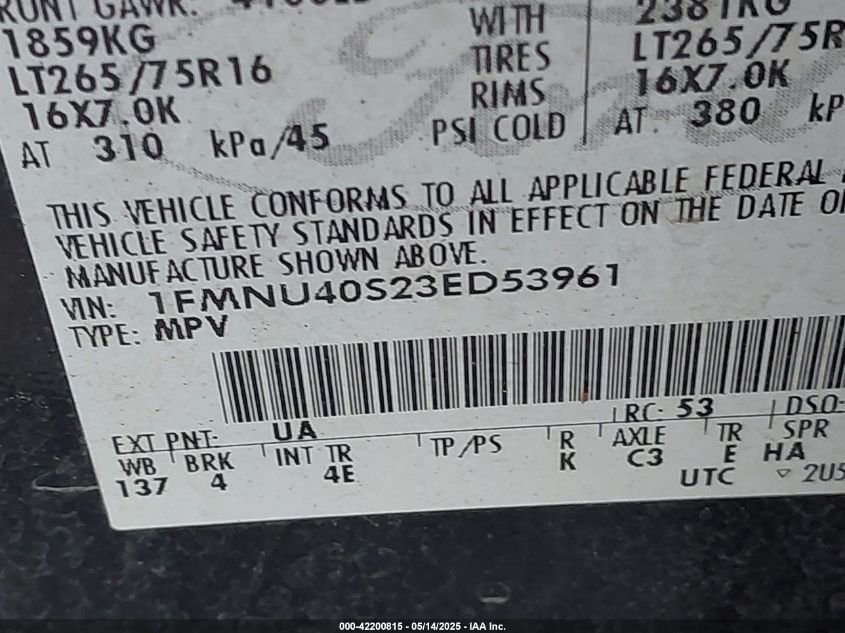 1859KG
LT265/75R16
16X7.0K
AT 310 kPa/45
WITH
TIRES
RIMS
PSI COLD
2381KG
LT265/75R
16X7.0K
AT 380 kP
THIS VEHICLE CONFORMS TO ALL APPLICABLE FEDERAL
VEHICLE SAFETY STANDARDS IN EFFECT ON THE DATE O
MANUFACTURE SHOWN ABOVE.
VIN: 1FMNU40S23ED53961
TYPE: MPV
EXT PNT: UA RC: 53 DSO:
WB BRK INT TR TP/PS R AXLE TR SPR
137 4 4E K C3 E HA
UTC ▽ 2U5
000-42200815 - 05/14/2025 - IAA Inc.